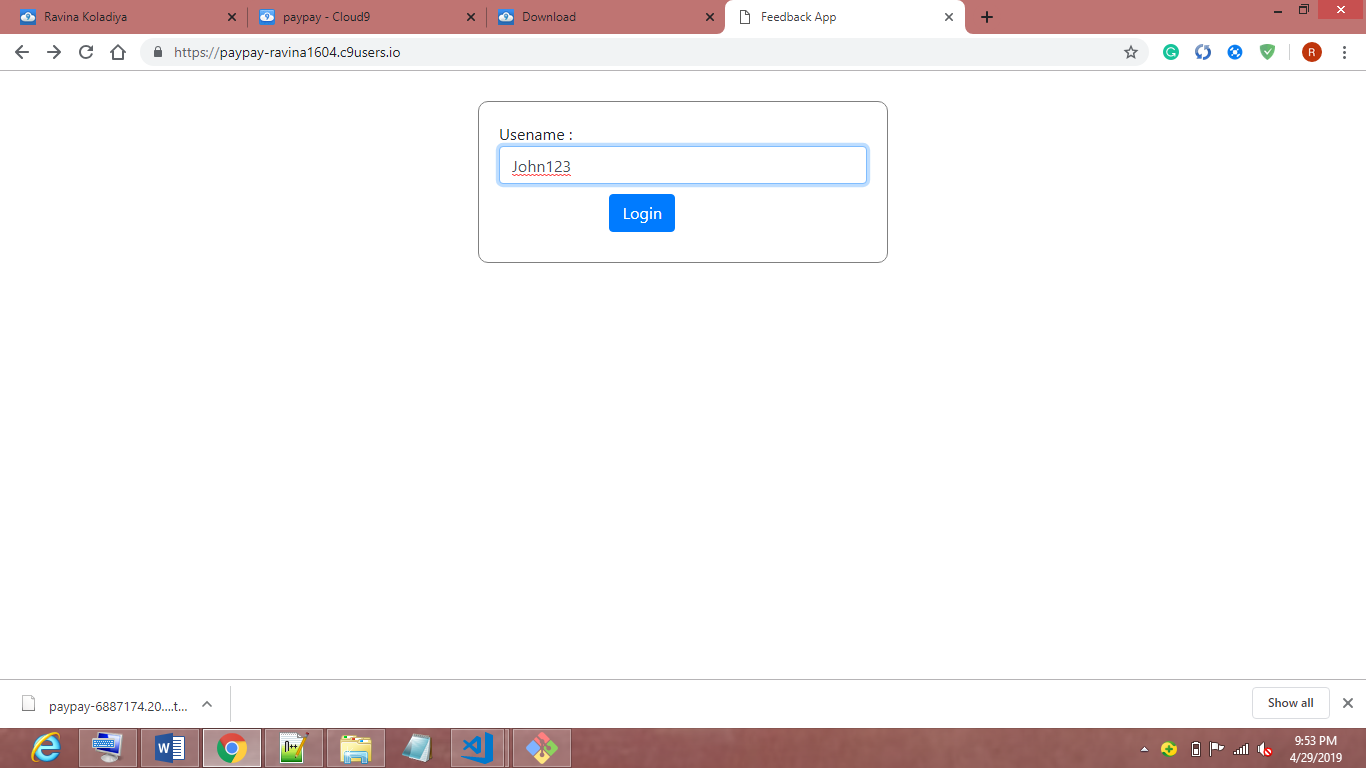 Ravina Koladiya
paypay - Cloud9
Download
Feedback App
https://paypay-ravina1604.c9users.io
R
Usename :
John123
Login
paypay-6887174.20....t...
Show all
9:53 PM
4/29/2019